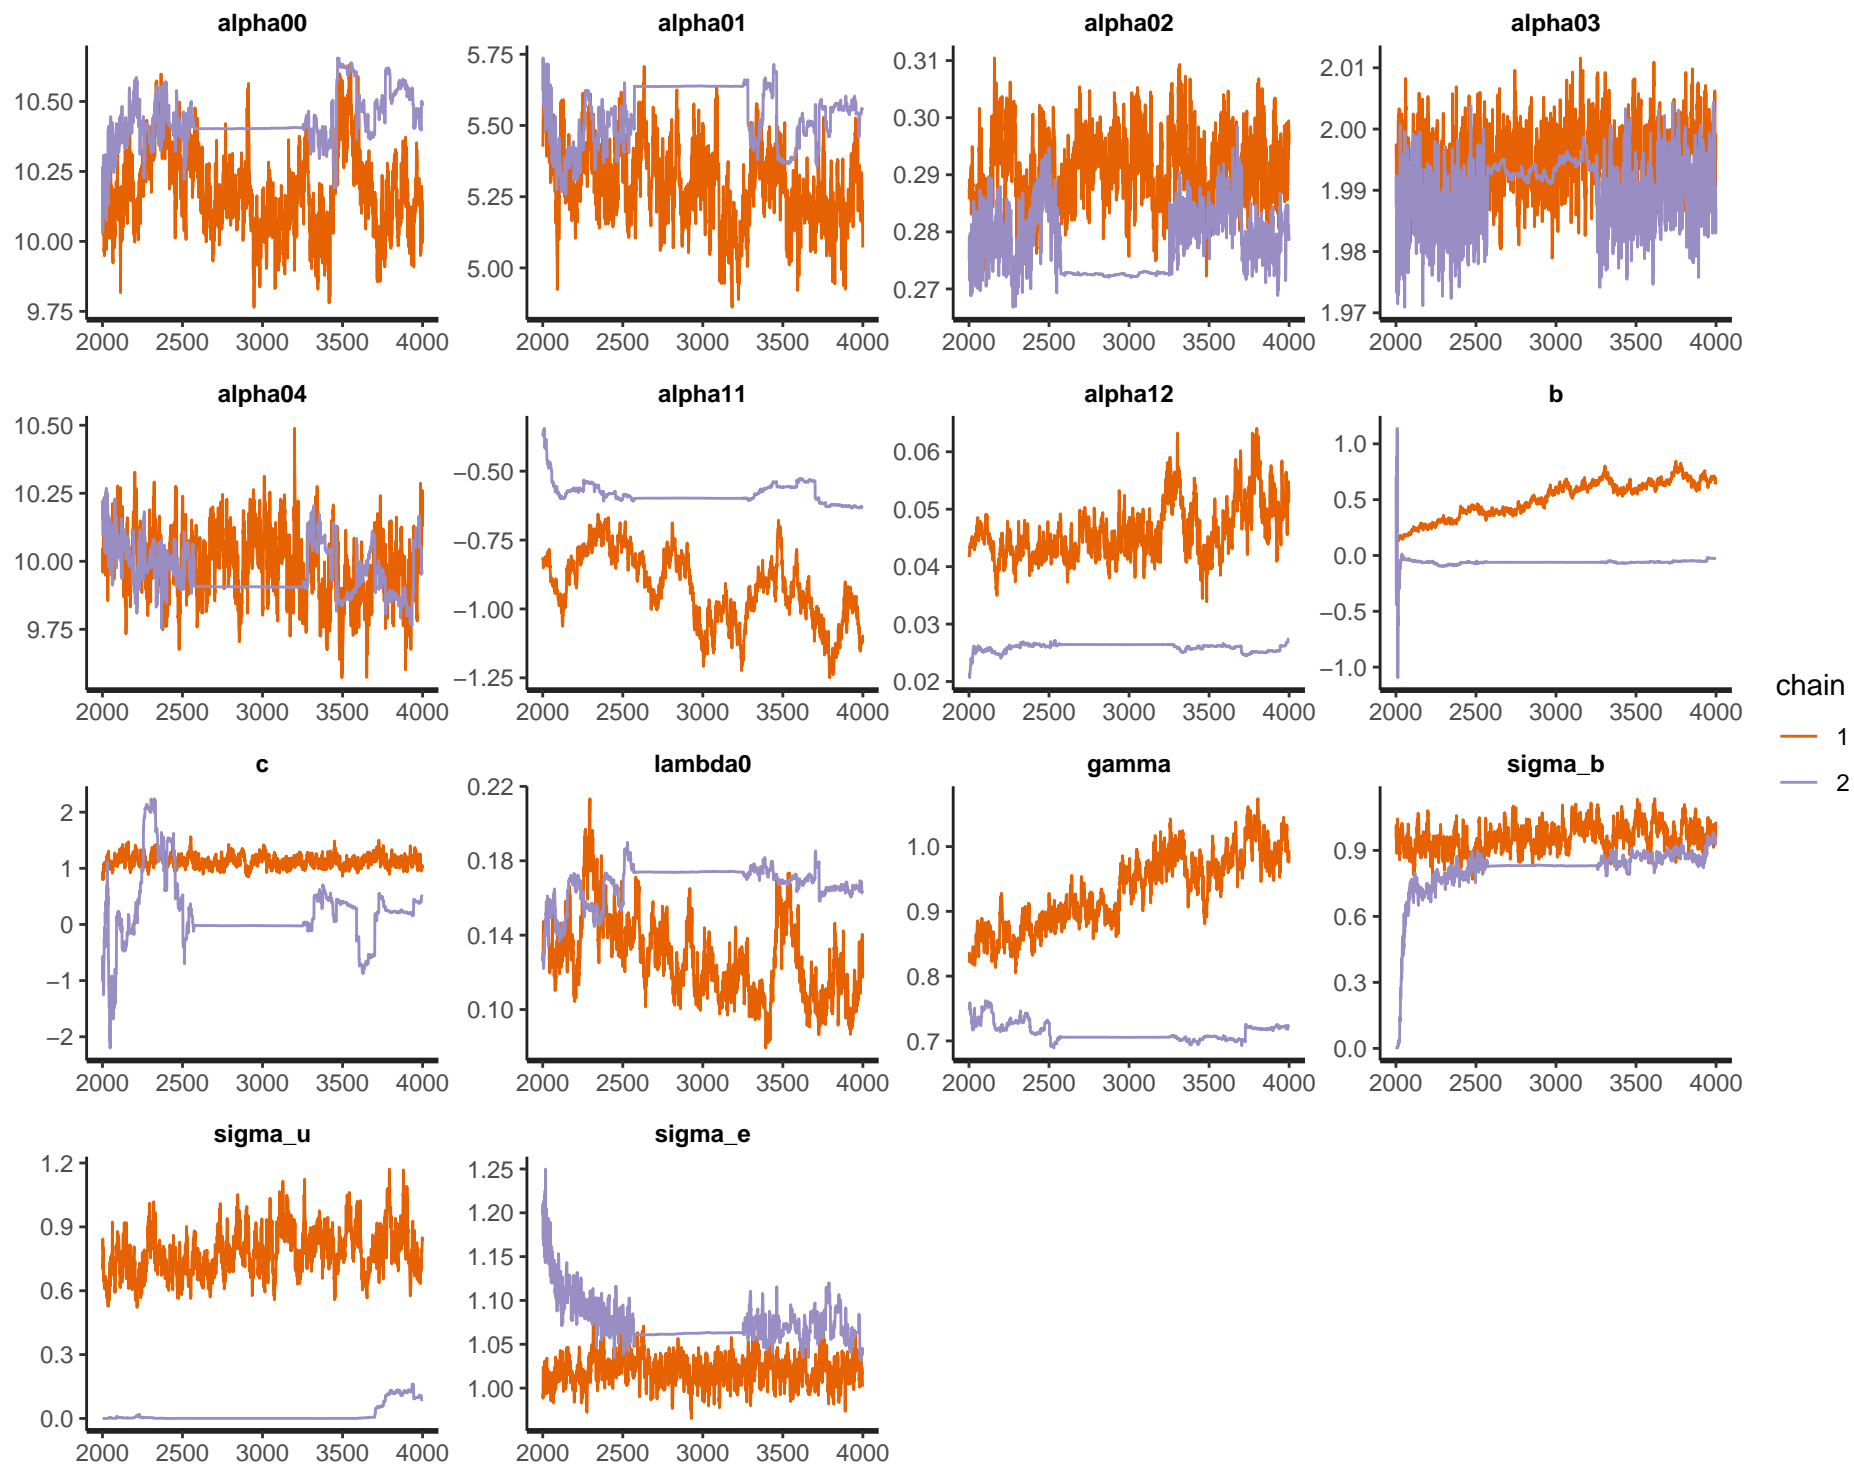 alpha00 alpha01 alpha02 alpha03
10.50 10.25 10.00 9.75
5.75 5.50 5.25 5.00
0.31 0.30 0.29 0.28 0.27
2.01 2.00 1.99 1.98 1.97
2000 2500 3000 3500 4000 2000 2500 3000 3500 4000 2000 2500 3000 3500 4000 2000 2500 3000 3500 4000
alpha04 alpha11 alpha12 b
10.50 10.25 10.00 9.75
−0.50 −0.75 −1.00 −1.25
0.06 0.05 0.04 0.03 0.02
1.0 0.5 0.0 −0.5 −1.0
2000 2500 3000 3500 4000 2000 2500 3000 3500 4000 2000 2500 3000 3500 4000 2000 2500 3000 3500 4000
chain
1
2
c lambda0 gamma sigma_b
2 1 0 −1 −2
0.22 0.18 0.14 0.10
1.0 0.9 0.8 0.7
0.9 0.6 0.3 0.0
2000 2500 3000 3500 4000 2000 2500 3000 3500 4000 2000 2500 3000 3500 4000 2000 2500 3000 3500 4000
sigma_u sigma_e
1.2 0.9 0.6 0.3 0.0
1.25 1.20 1.15 1.10 1.05 1.00
2000 2500 3000 3500 4000 2000 2500 3000 3500 4000